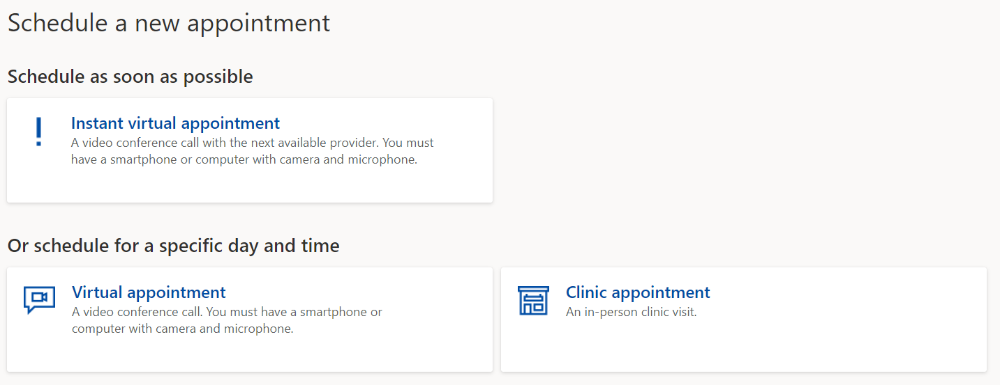 Schedule a new appointment
Schedule as soon as possible
Instant virtual appointment
A video conference call with the next available provider. You must
have a smartphone or computer with camera and microphone.
Or schedule for a specific day and time
Virtual appointment
A video conference call. You must have a smartphone or
computer with camera and microphone.
Clinic appointment
An in-person clinic visit.